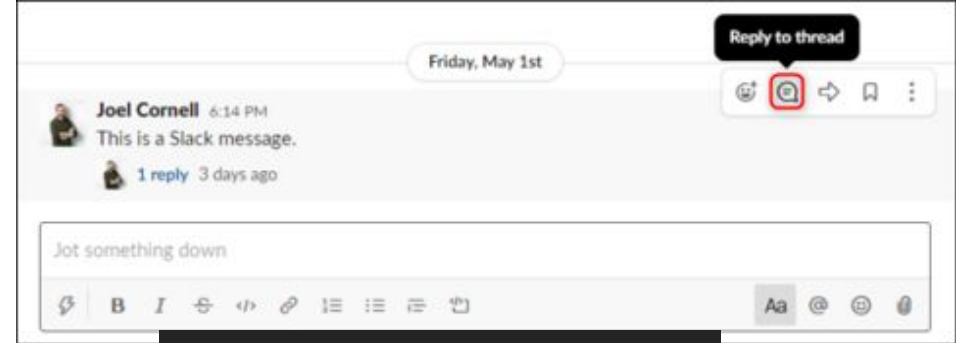 Reply to thread
Friday, May 1st
Joel Cornell 6:14 PM
This is a Slack message.
1 reply 3 days ago
Jot something down
B I S </> Aa @